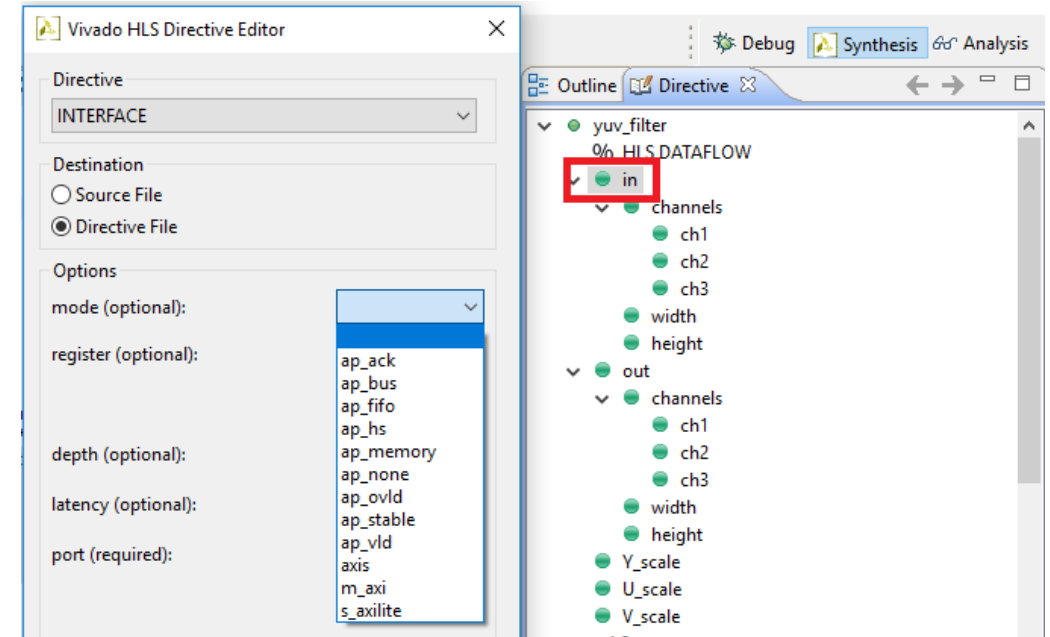 Vivado HLS Directive Editor
Directive
INTERFACE
Destination
Source File
Directive File
Options
mode (optional):
register (optional):
ap_ack
ap_bus
ap_fifo
ap_hs
ap_memory
ap_none
ap_ovld
ap_stable
ap_vld
axis
m_axi
s_axilite
depth (optional):
latency (optional):
port (required):
Debug Synthesis Analysis
Outline Directive
yuv_filter
% HLS DATAFLOW
in
channels
ch1
ch2
ch3
width
height
out
channels
ch1
ch2
ch3
width
height
Y_scale
U_scale
V_scale